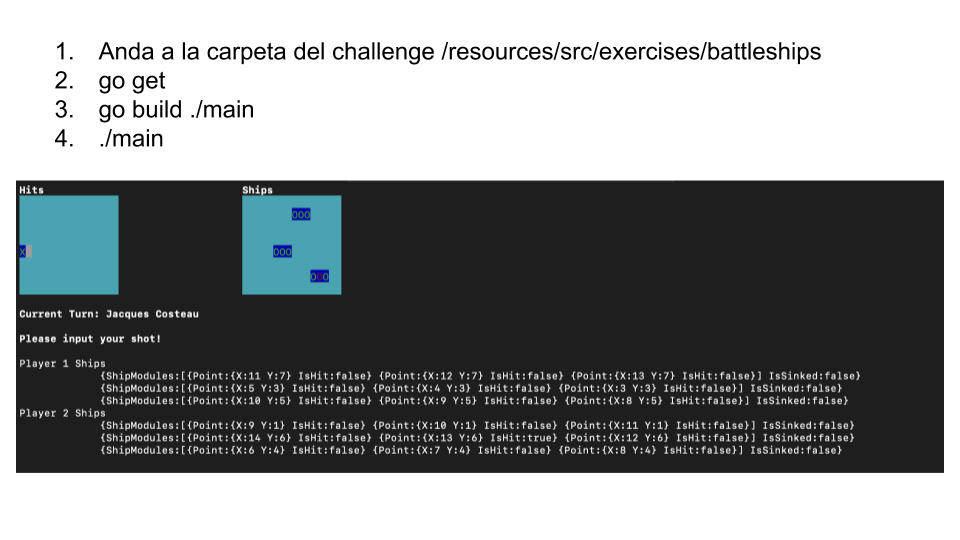 1. Anda a la carpeta del challenge /resources/src/exercises/battleships
2. go get
3. go build ./main
4. ./main
Hits Ships
OOO
X OOO
OOO
Current Turn: Jacques Costeau
Please input your shot!
Player 1 Ships
{ShipModules:[{Point:{X:11 Y:7} IsHit:false} {Point:{X:12 Y:7} IsHit:false} {Point:{X:13 Y:7} IsHit:false}] IsSinked:false}
{ShipModules:[{Point:{X:5 Y:3} IsHit:false} {Point:{X:4 Y:3} IsHit:false} {Point:{X:3 Y:3} IsHit:false}] IsSinked:false}
{ShipModules:[{Point:{X:10 Y:5} IsHit:false} {Point:{X:9 Y:5} IsHit:false} {Point:{X:8 Y:5} IsHit:false}] IsSinked:false}
Player 2 Ships
{ShipModules:[{Point:{X:9 Y:1} IsHit:false} {Point:{X:10 Y:1} IsHit:false} {Point:{X:11 Y:1} IsHit:false}] IsSinked:false}
{ShipModules:[{Point:{X:14 Y:6} IsHit:false} {Point:{X:13 Y:6} IsHit:true} {Point:{X:12 Y:6} IsHit:false}] IsSinked:false}
{ShipModules:[{Point:{X:6 Y:4} IsHit:false} {Point:{X:7 Y:4} IsHit:false} {Point:{X:8 Y:4} IsHit:false}] IsSinked:false}